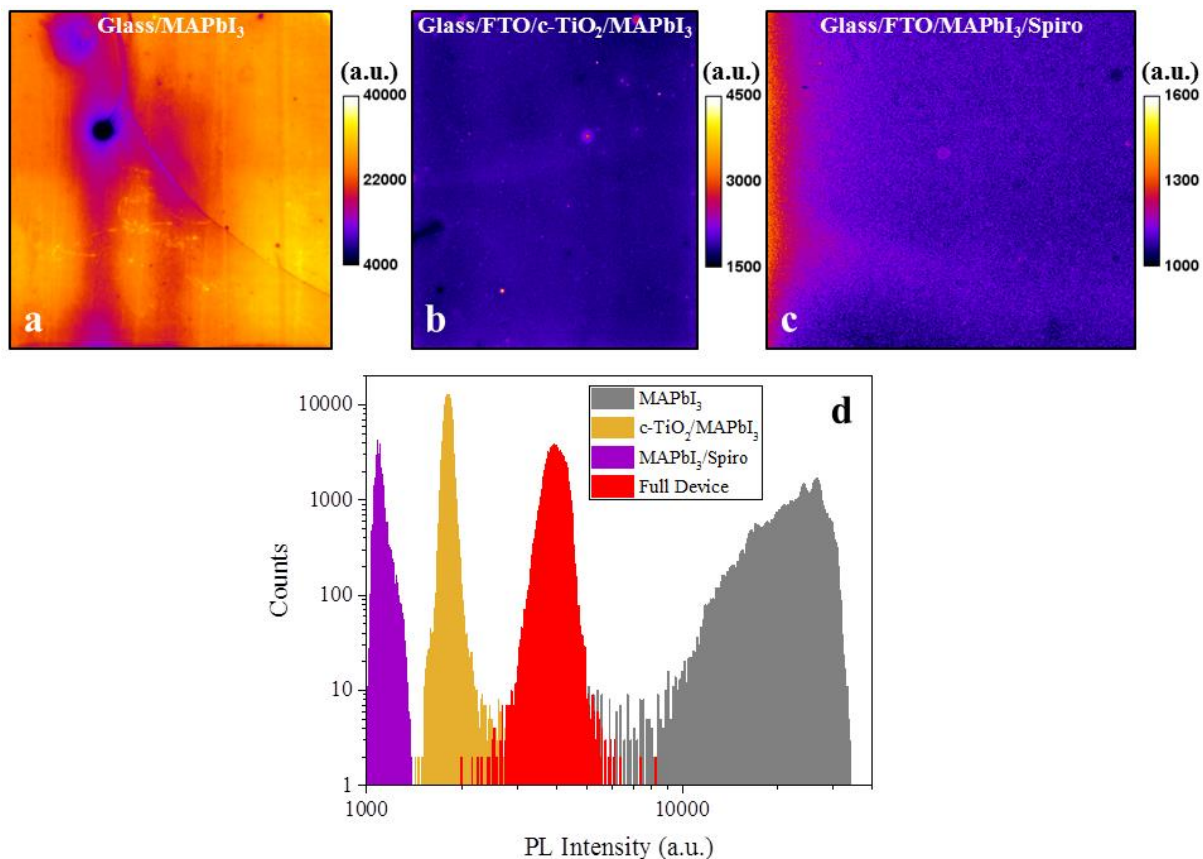 Glass/MAPbI₃
(a.u.)
40000
22000
4000
a
Glass/FTO/c-TiO₂/MAPbI₃
(a.u.)
4500
3000
1500
b
Glass/FTO/MAPbI₃/Spiro
(a.u.)
1600
1300
1000
c
d
MAPbI₃
c-TiO₂/MAPbI₃
MAPbI₃/Spiro
Full Device
Counts
10000
1000
100
10
1
1000
10000
PL Intensity (a.u.)